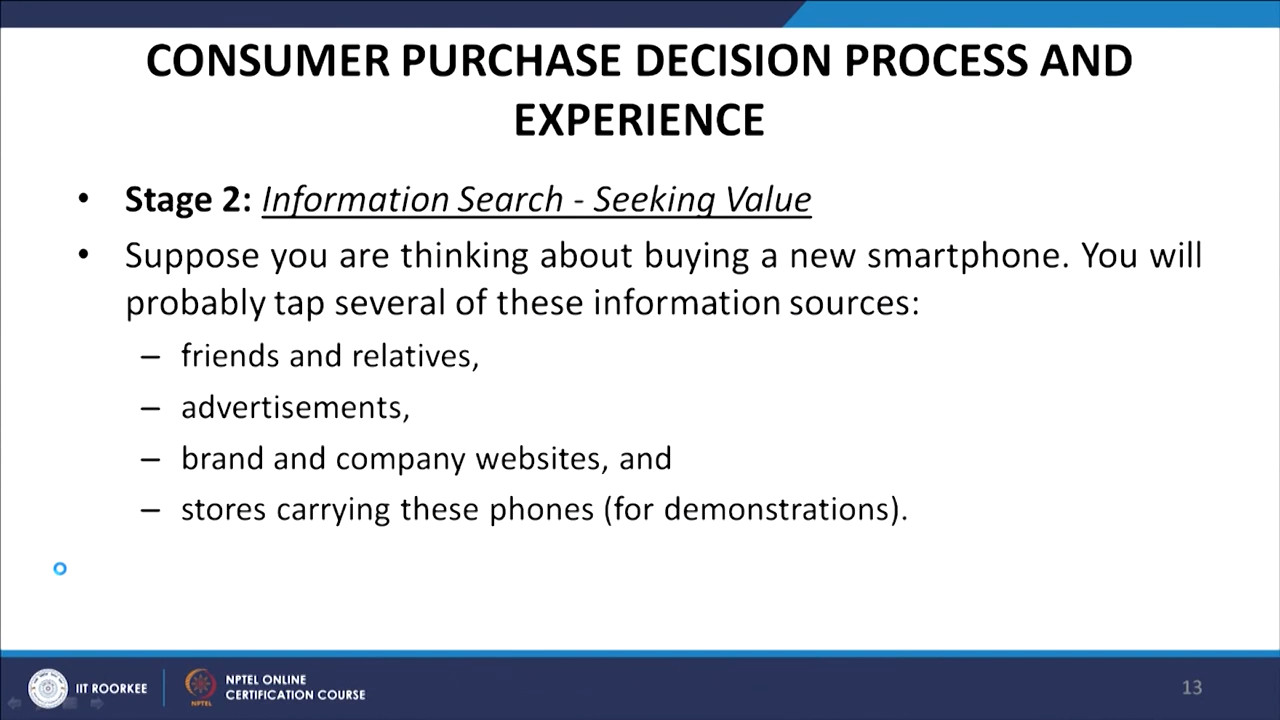 CONSUMER PURCHASE DECISION PROCESS AND
EXPERIENCE
• Stage 2: Information Search - Seeking Value
• Suppose you are thinking about buying a new smartphone. You will
probably tap several of these information sources:
– friends and relatives,
– advertisements,
– brand and company websites, and
– stores carrying these phones (for demonstrations).
IIT ROORKEE
NPTEL
NPTEL ONLINE
CERTIFICATION COURSE
13